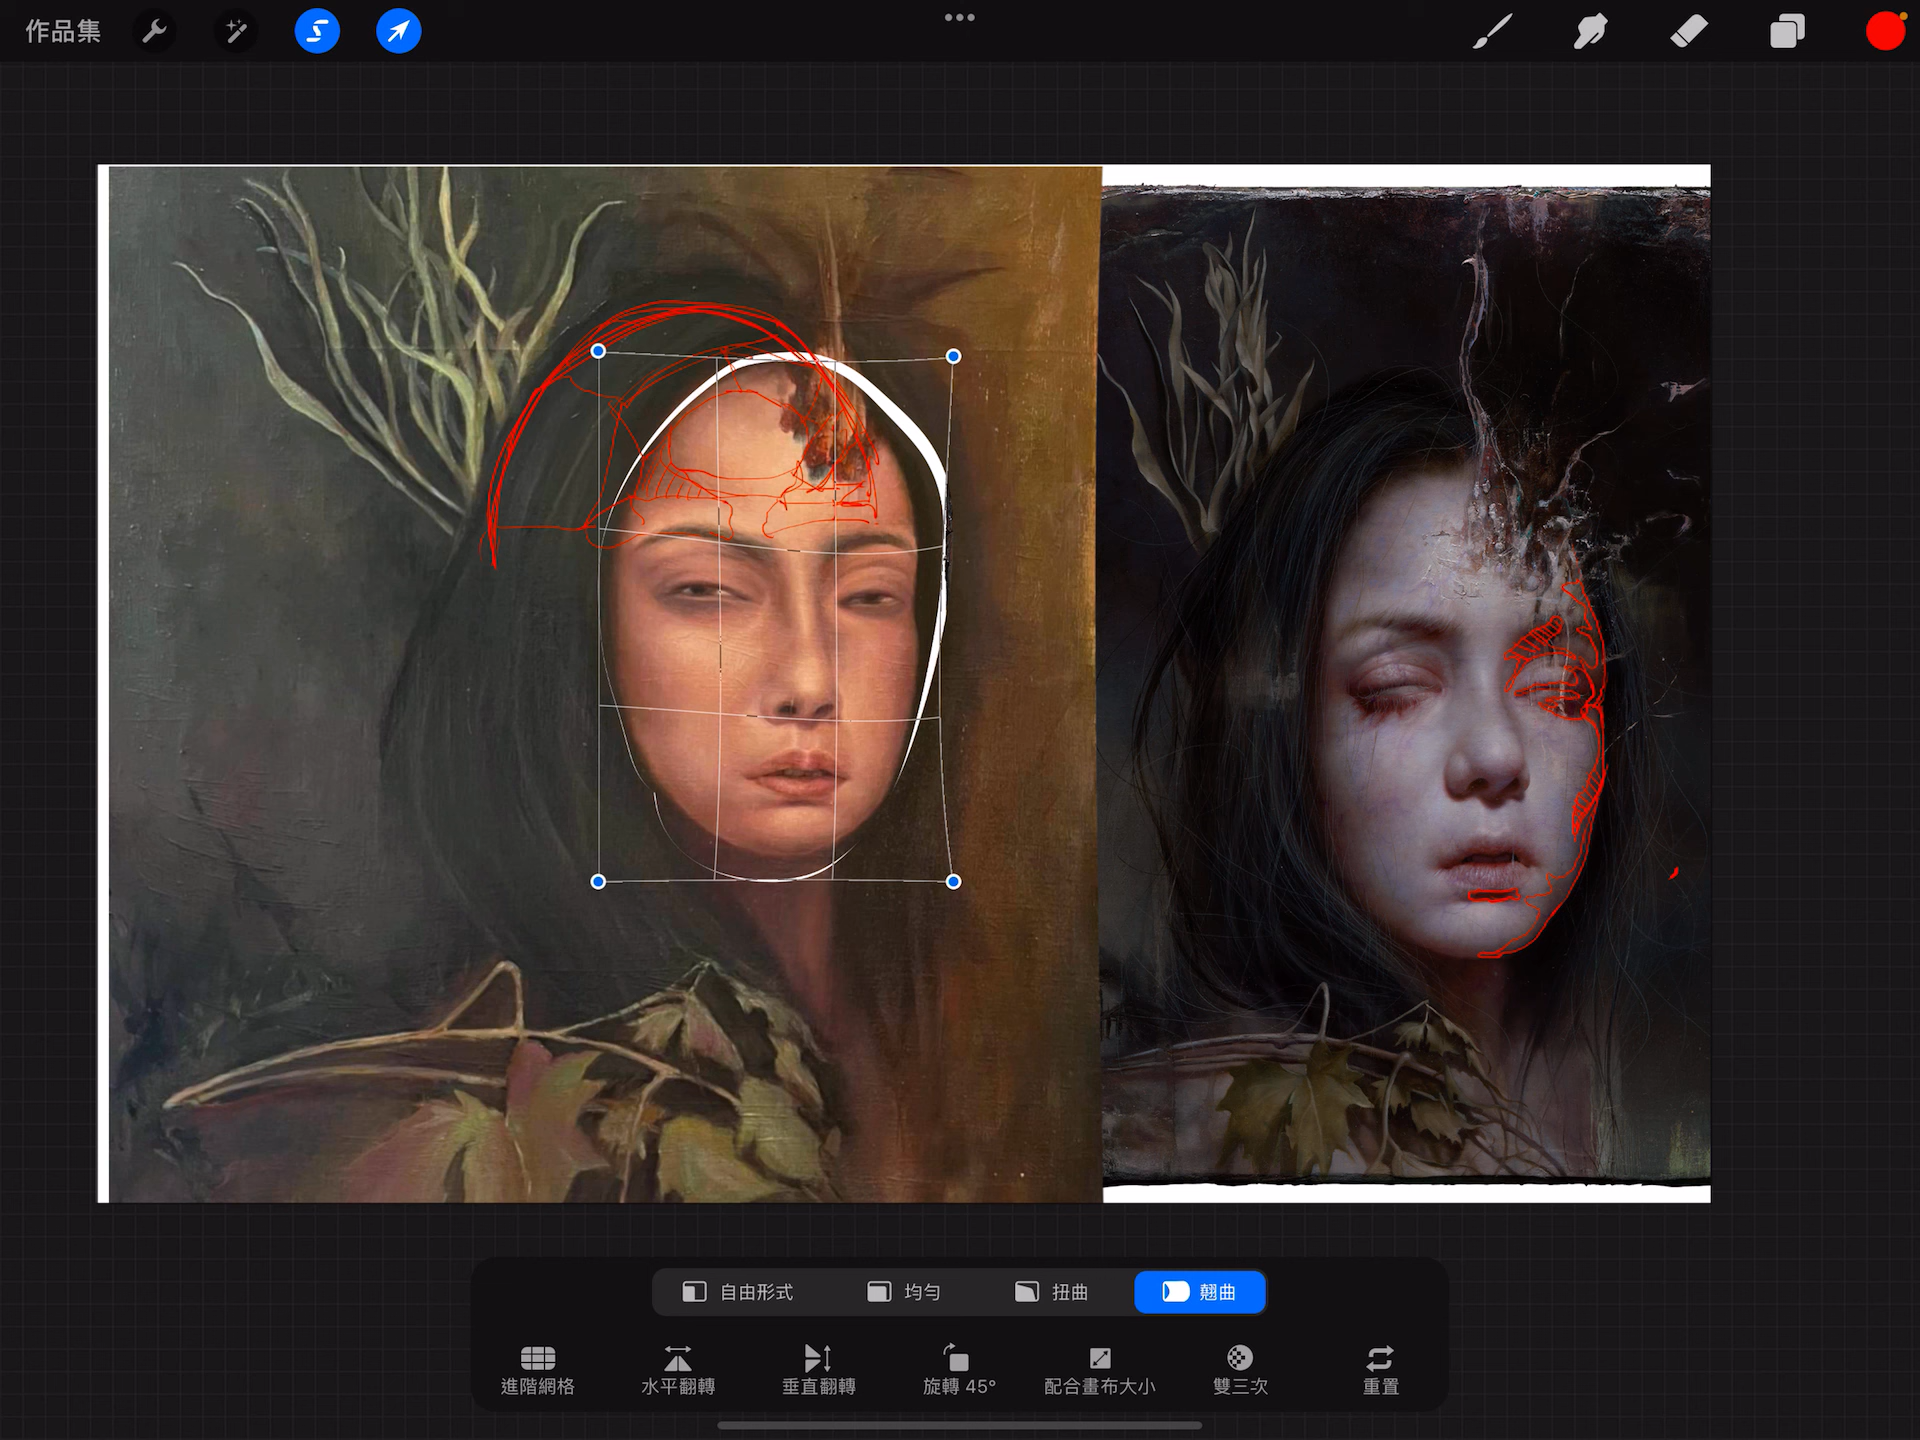 作品集
自由形式 均勻 扭曲 翹曲
進階網格 水平翻轉 垂直翻轉 旋轉 45° 配合畫布大小 雙三次 重置